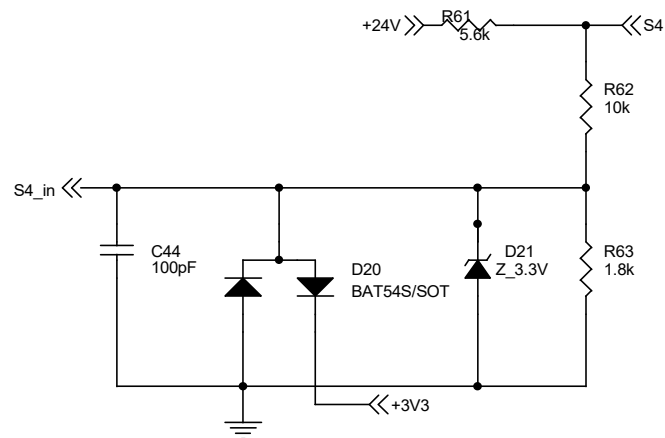 R61
+24V
S4
5.6k
R62
10k
S4_in
C44
100pF
D20
BAT54S/SOT
D21
Z_3.3V
R63
1.8k
+3V3